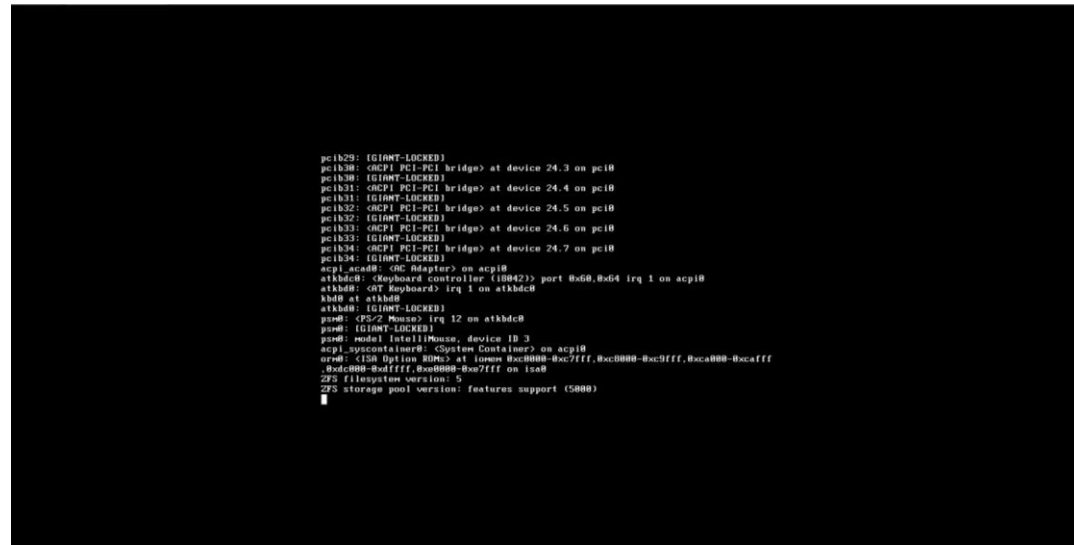 pcib29: [GIANT-LOCKED]
pcib30: <ACPI PCI-PCI bridge> at device 24.3 on pci0
pcib30: [GIANT-LOCKED]
pcib31: <ACPI PCI-PCI bridge> at device 24.4 on pci0
pcib31: [GIANT-LOCKED]
pcib32: <ACPI PCI-PCI bridge> at device 24.5 on pci0
pcib32: [GIANT-LOCKED]
pcib33: <ACPI PCI-PCI bridge> at device 24.6 on pci0
pcib33: [GIANT-LOCKED]
pcib34: <ACPI PCI-PCI bridge> at device 24.7 on pci0
pcib34: [GIANT-LOCKED]
acpi_acad0: <AC Adapter> on acpi0
atkbdc0: <Keyboard controller (i8042)> port 0x60,0x64 irq 1 on acpi0
atkbd0: <AT Keyboard> irq 1 on atkbdc0
kbd0 at atkbd0
atkbd0: [GIANT-LOCKED]
psm0: <PS/2 Mouse> irq 12 on atkbdc0
psm0: [GIANT-LOCKED]
psm0: model IntelliMouse, device ID 3
acpi_syscontainer0: <System Container> on acpi0
orm0: <ISA Option ROMs> at iomem 0xc0000-0xc7fff,0xc8000-0xc9fff,0xca000-0xcafff
,0xdc000-0xdffff,0xe0000-0xe7fff on isa0
ZFS filesystem version: 5
ZFS storage pool version: features support (5000)